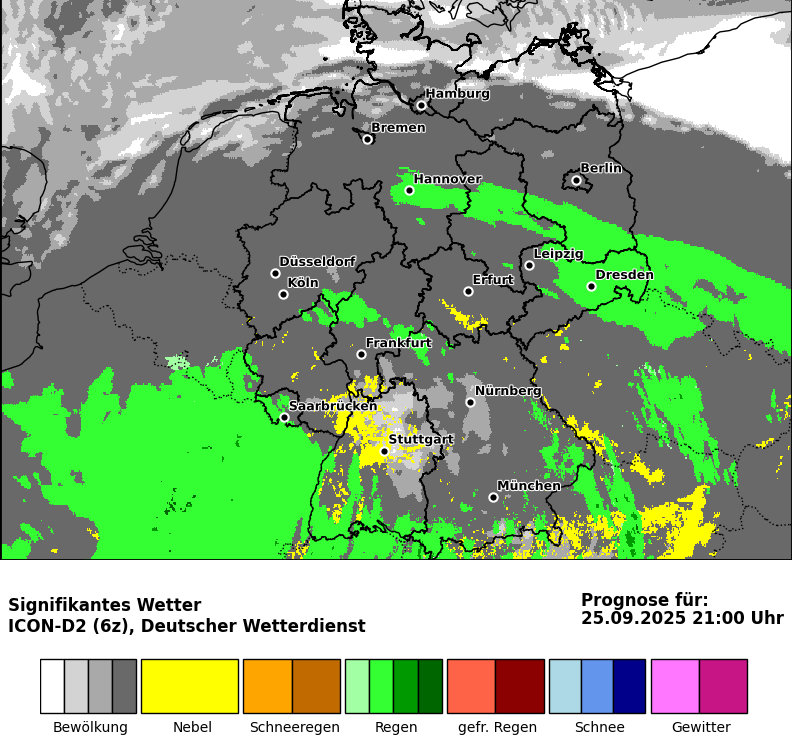 Hamburg
Bremen
Berlin
Hannover
Leipzig
Düsseldorf
Dresden
Köln
Erfurt
Frankfurt
Nürnberg
Saarbrücken
Stuttgart
München
Signifikantes Wetter
ICON-D2 (6z), Deutscher Wetterdienst
Prognose für:
25.09.2025 21:00 Uhr
Bewölkung Nebel Schneeregen Regen gefr. Regen Schnee Gewitter